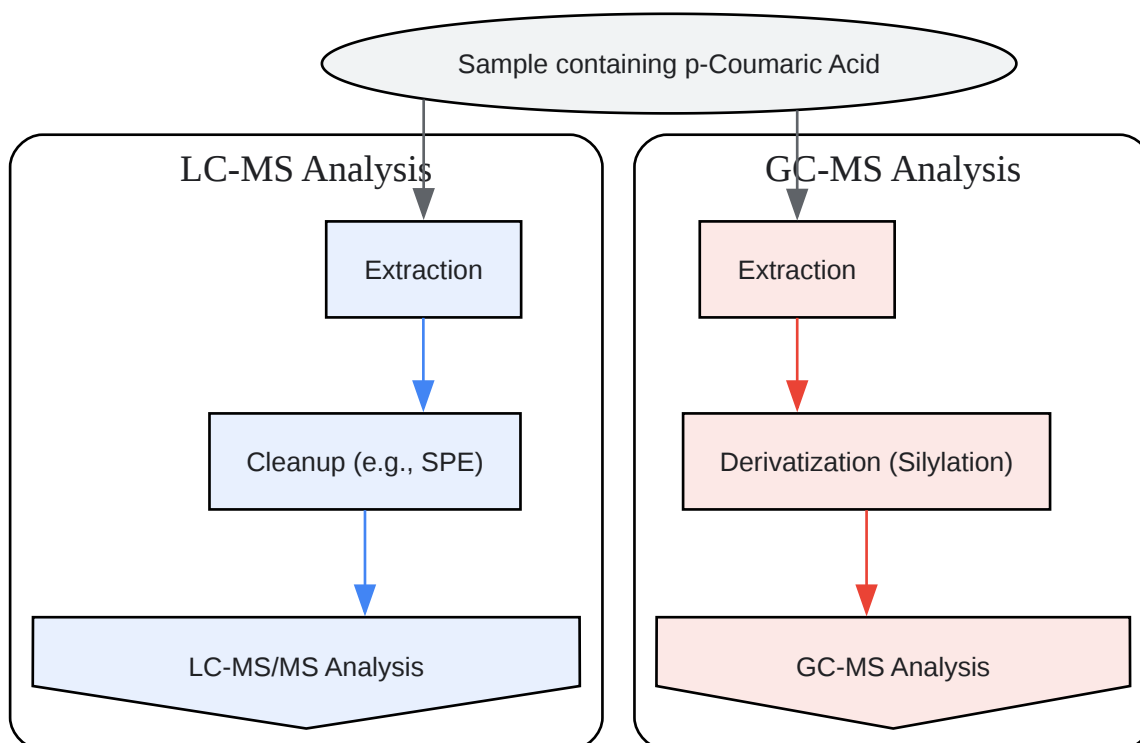 Sample containing p-Coumaric Acid
LC-MS Analysis
Extraction
Cleanup (e.g., SPE)
LC-MS/MS Analysis
GC-MS Analysis
Extraction
Derivatization (Silylation)
GC-MS Analysis